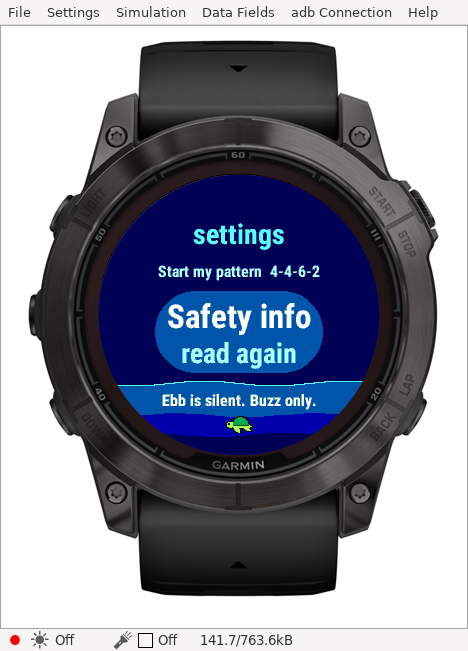 File Settings Simulation Data Fields adb Connection Help
60
LIGHT
START
STOP
50
settings
Start my pattern 4-4-6-2
Safety info
read again
Ebb is silent. Buzz only.
40
20
LAP
DOWN
BACK
GARMIN
Off
Off
141.7/763.6kB